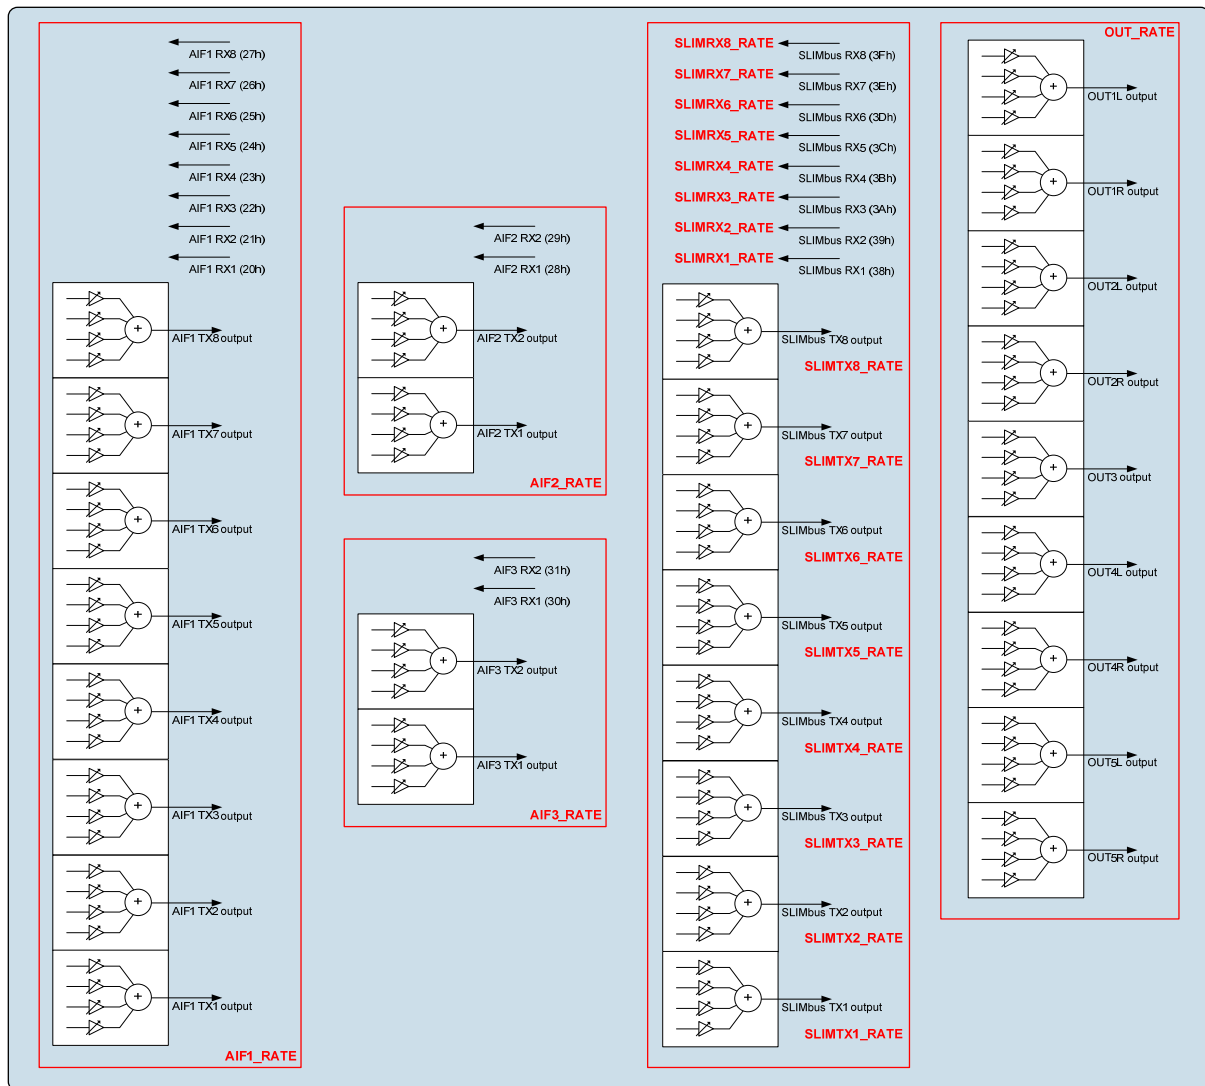 AIF1 RX8 (27h)
AIF1 RX7 (26h)
AIF1 RX6 (25h)
AIF1 RX5 (24h)
AIF1 RX4 (23h)
AIF1 RX3 (22h)
AIF1 RX2 (21h)
AIF1 RX1 (20h)
+
AIF1 TX8 output
+
AIF1 TX7 output
+
AIF1 TX6 output
+
AIF1 TX5 output
+
AIF1 TX4 output
+
AIF1 TX3 output
+
AIF1 TX2 output
+
AIF1 TX1 output
AIF1_RATE
AIF2 RX2 (29h)
AIF2 RX1 (28h)
+
AIF2 TX2 output
+
AIF2 TX1 output
AIF2_RATE
AIF3 RX2 (31h)
AIF3 RX1 (30h)
+
AIF3 TX2 output
+
AIF3 TX1 output
AIF3_RATE
SLIMRX8_RATE
SLIMbus RX8 (3Fh)
SLIMRX7_RATE
SLIMbus RX7 (3Eh)
SLIMRX6_RATE
SLIMbus RX6 (3Dh)
SLIMRX5_RATE
SLIMbus RX5 (3Ch)
SLIMRX4_RATE
SLIMbus RX4 (3Bh)
SLIMRX3_RATE
SLIMbus RX3 (3Ah)
SLIMRX2_RATE
SLIMbus RX2 (39h)
SLIMRX1_RATE
SLIMbus RX1 (38h)
+
SLIMbus TX8 output
SLIMTX8_RATE
+
SLIMbus TX7 output
SLIMTX7_RATE
+
SLIMbus TX6 output
SLIMTX6_RATE
+
SLIMbus TX5 output
SLIMTX5_RATE
+
SLIMbus TX4 output
SLIMTX4_RATE
+
SLIMbus TX3 output
SLIMTX3_RATE
+
SLIMbus TX2 output
SLIMTX2_RATE
+
SLIMbus TX1 output
SLIMTX1_RATE
OUT_RATE
+
OUT1L output
+
OUT1R output
+
OUT2L output
+
OUT2R output
+
OUT3 output
+
OUT4L output
+
OUT4R output
+
OUT5L output
+
OUT5R output